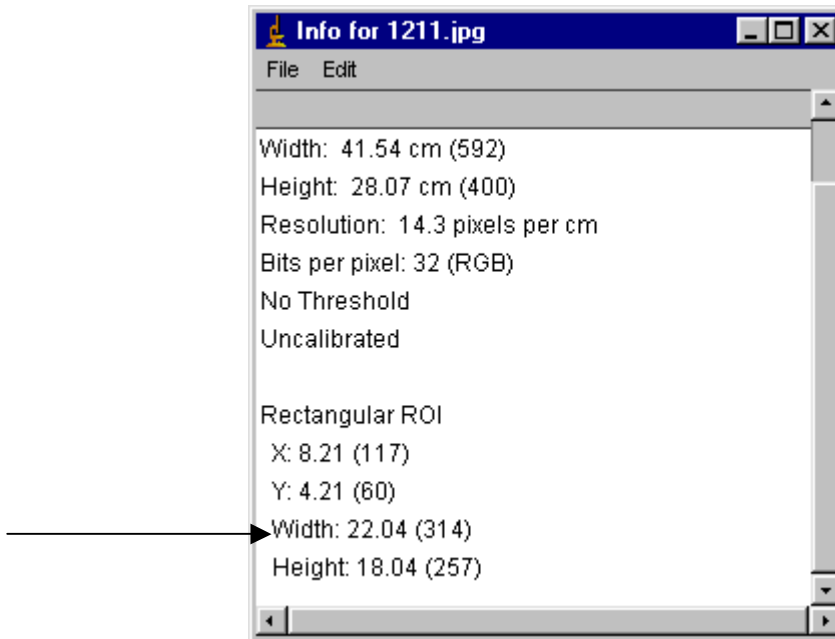 Info for 1211.jpg
File Edit
Width: 41.54 cm (592)
Height: 28.07 cm (400)
Resolution: 14.3 pixels per cm
Bits per pixel: 32 (RGB)
No Threshold
Uncalibrated
Rectangular ROI
X: 8.21 (117)
Y: 4.21 (60)
Width: 22.04 (314)
Height: 18.04 (257)